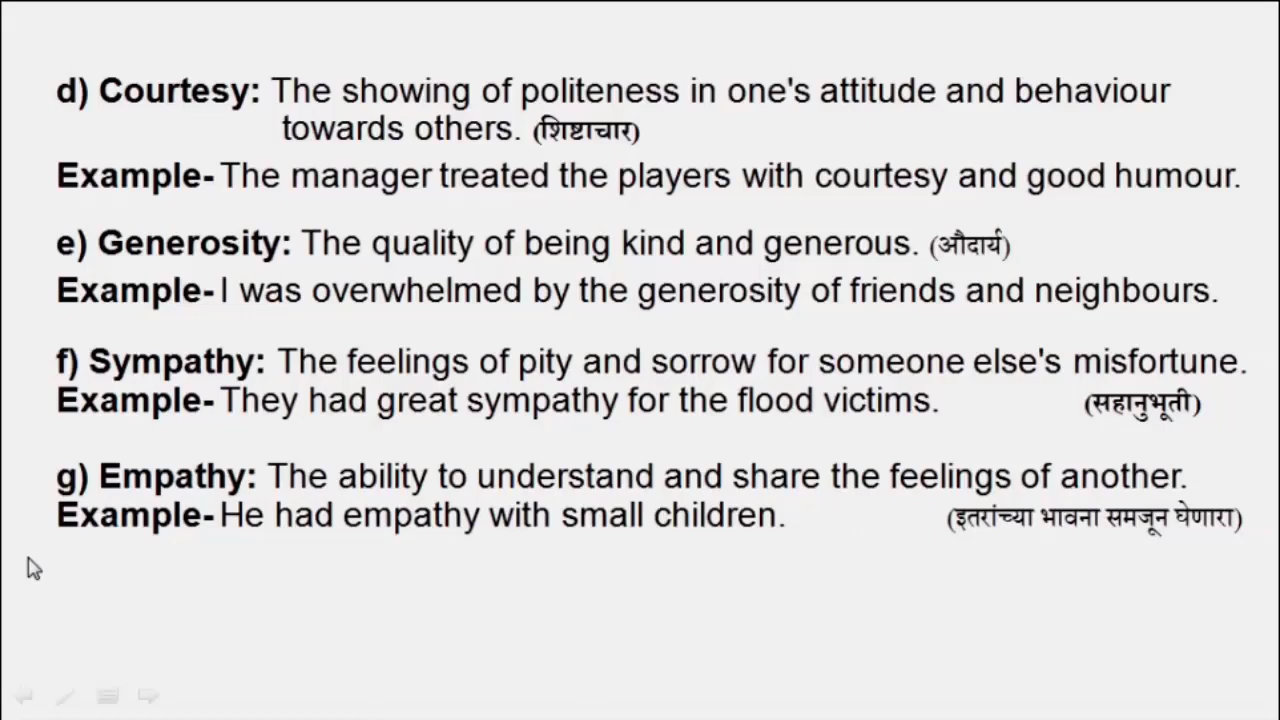 d) Courtesy: The showing of politeness in one's attitude and behaviour
towards others. (शिष्टाचार)
Example- The manager treated the players with courtesy and good humour.
e) Generosity: The quality of being kind and generous. (औदार्य)
Example- I was overwhelmed by the generosity of friends and neighbours.
f) Sympathy: The feelings of pity and sorrow for someone else's misfortune.
Example- They had great sympathy for the flood victims. (सहानुभूती)
g) Empathy: The ability to understand and share the feelings of another.
Example- He had empathy with small children. (इतरांच्या भावना समजून घेणारा)